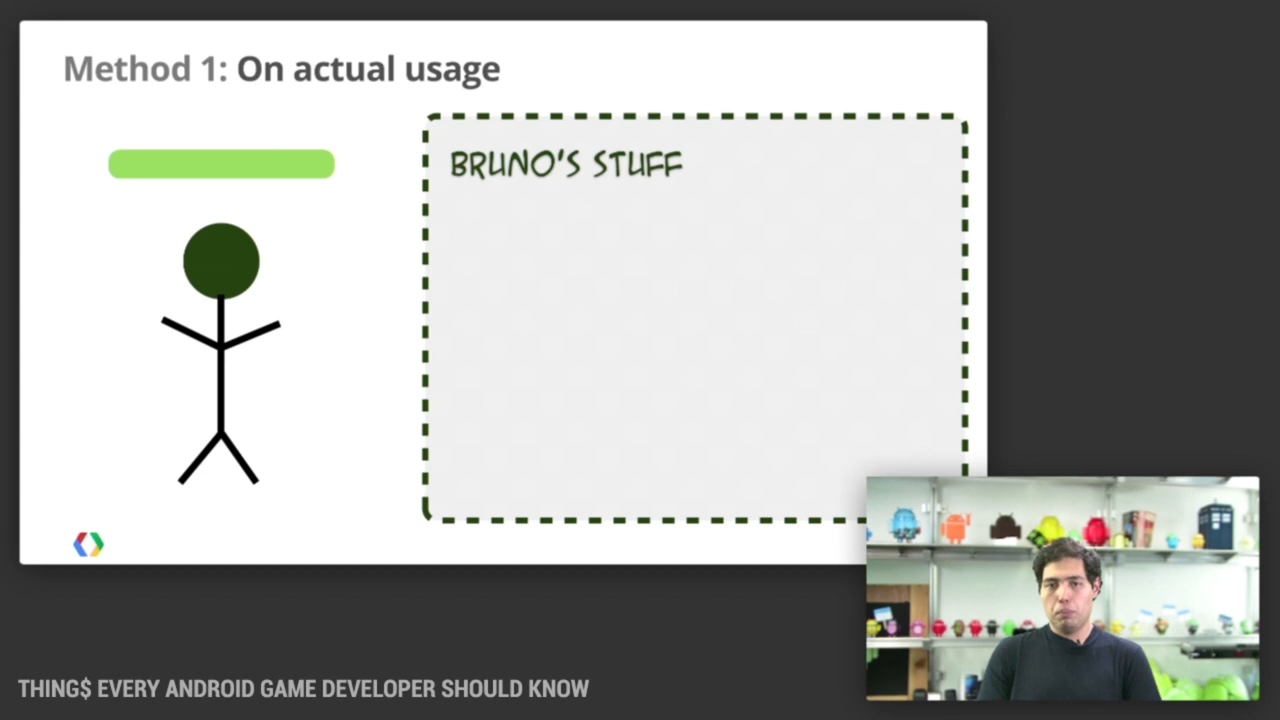 Method 1: On actual usage
BRUNO'S STUFF
THING$ EVERY ANDROID GAME DEVELOPER SHOULD KNOW